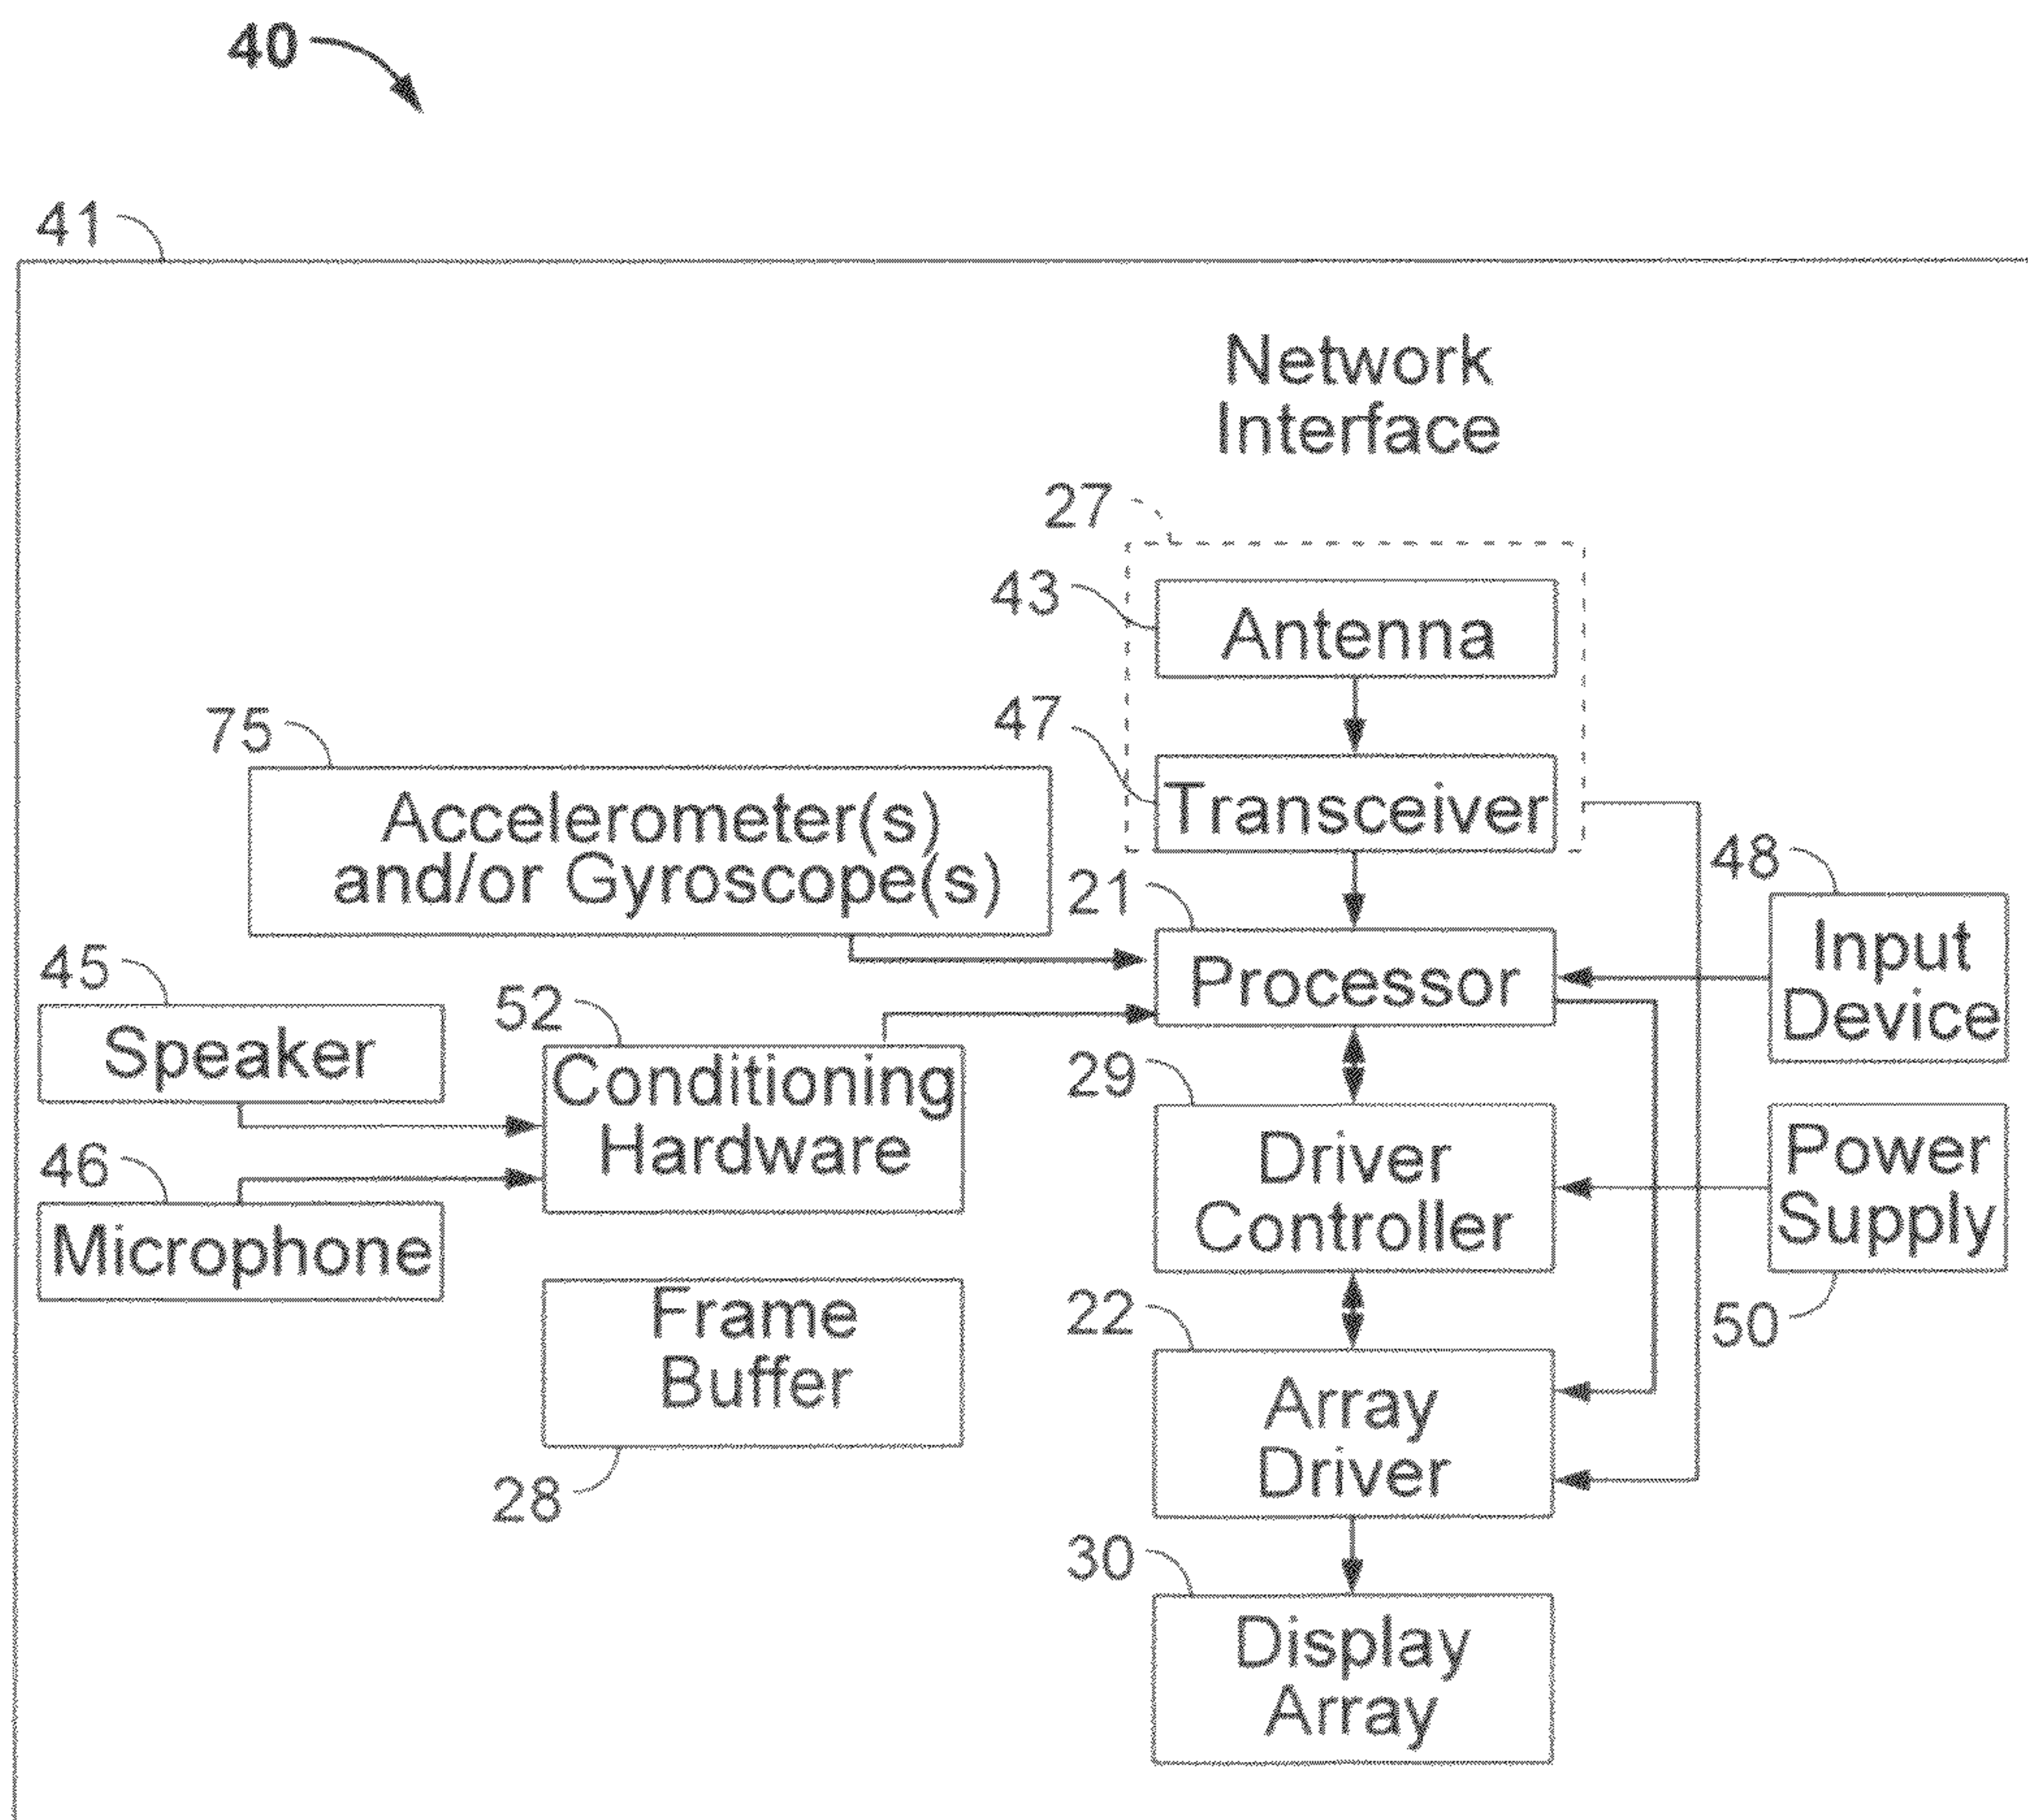 40
41
Network
Interface
27
43
Antenna
47
Transceiver
75
Accelerometer(s)
and/or Gyroscope(s)
21
Processor
48
Input
Device
45
Speaker
52
Conditioning
Hardware
46
Microphone
29
Driver
Controller
Power
Supply
50
Frame
Buffer
28
22
Array
Driver
30
Display
Array